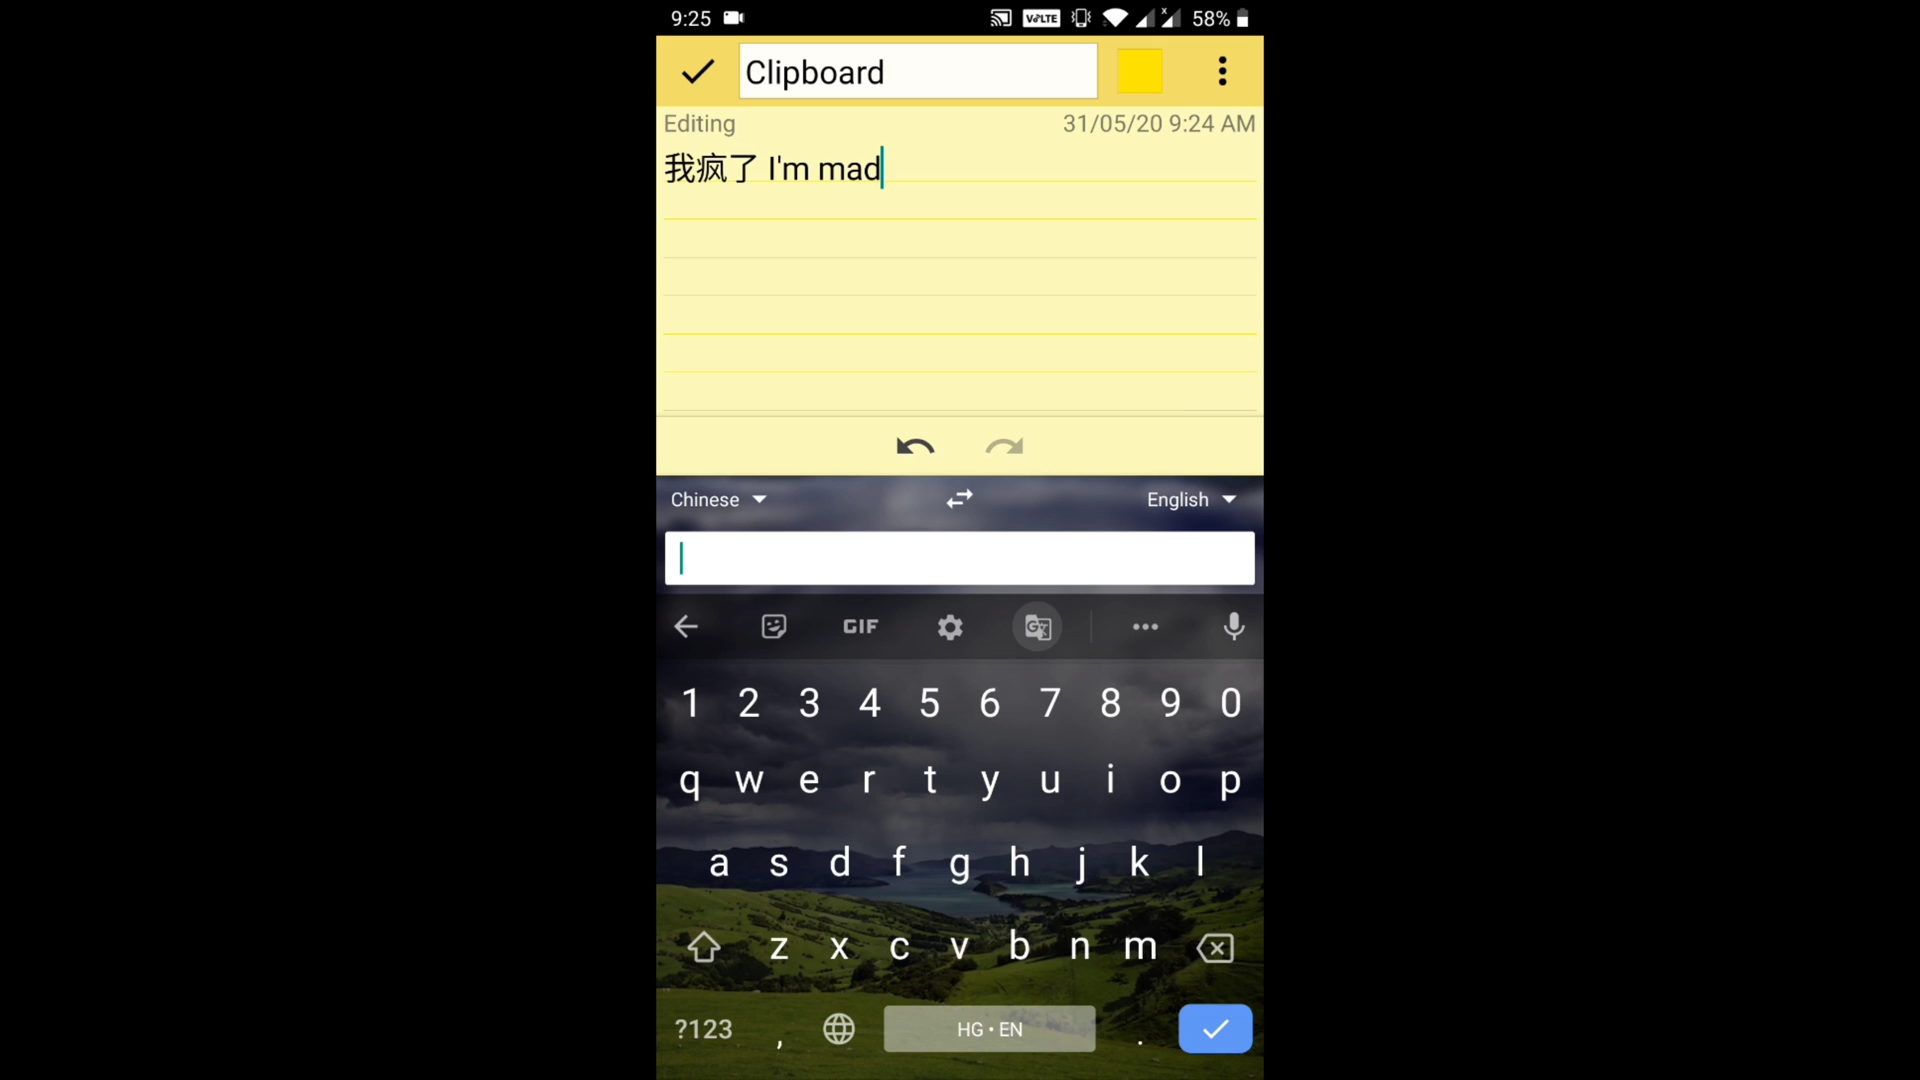 9:25 VoLTE x 58%
Clipboard
Editing 31/05/20 9:24 AM
我疯了 I'm mad
Chinese English
GIF G
1 2 3 4 5 6 7 8 9 0
q w e r t y u i o p
a s d f g h j k l
z x c v b n m
?123 , HG • EN .